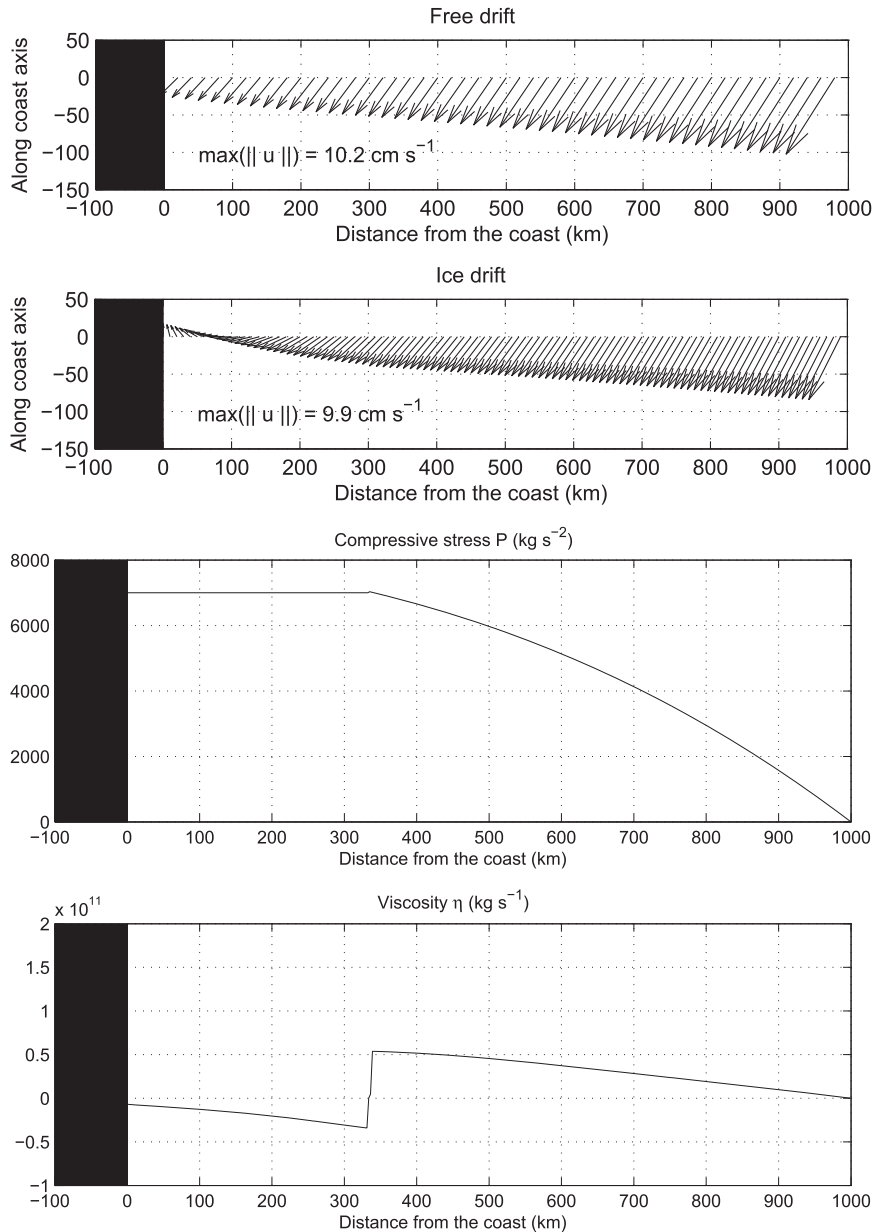 Free drift
50
0
−50
−100
−150
Along coast axis
max(|| u ||) = 10.2 cm s−1
−100 0 100 200 300 400 500 600 700 800 900 1000
Distance from the coast (km)
Ice drift
50
0
−50
−100
−150
Along coast axis
max(|| u ||) = 9.9 cm s−1
−100 0 100 200 300 400 500 600 700 800 900 1000
Distance from the coast (km)
Compressive stress P (kg s−2)
8000
6000
4000
2000
0
−100 0 100 200 300 400 500 600 700 800 900 1000
Distance from the coast (km)
Viscosity η (kg s−1)
x 10^11
2
1.5
1
0.5
0
−0.5
−1
−100 0 100 200 300 400 500 600 700 800 900 1000
Distance from the coast (km)